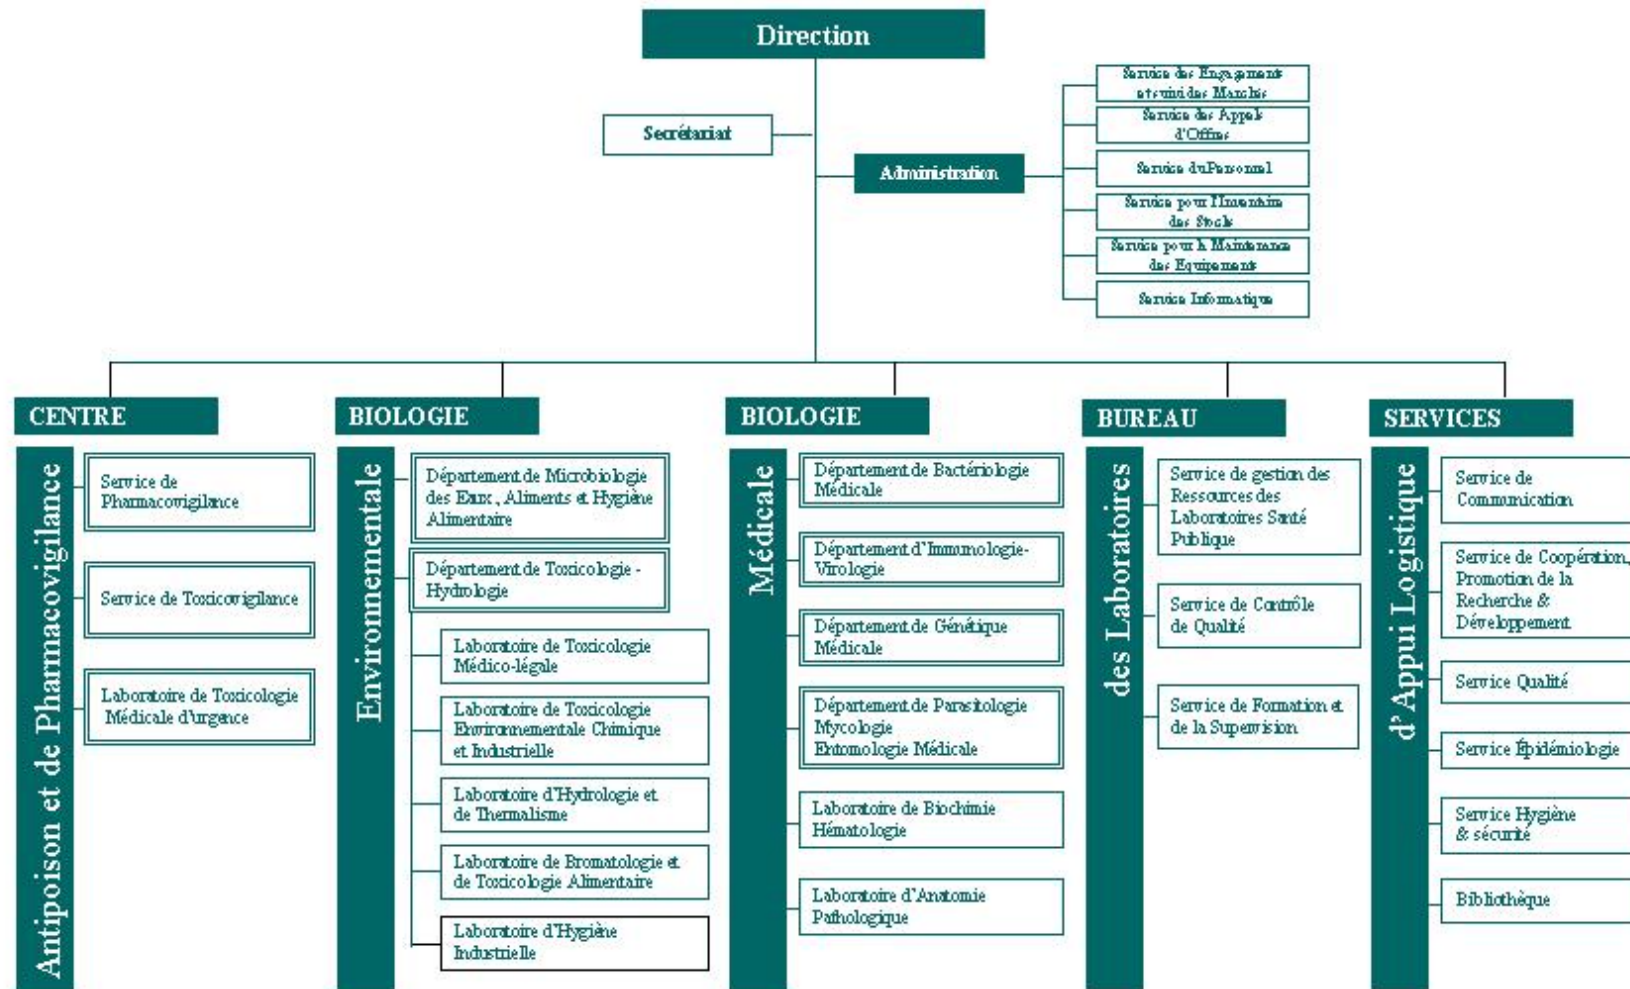 Direction
Secrétariat
Administration
Service des Engagements
et suivi des Marchés
Service des Appels
d'Offres
Service du Personnel
Service pour l'Inventaire
des Stocks
Service pour la Maintenance
des Equipements
Service Informatique
CENTRE
Antipoison et de Pharmacovigilance
Service de
Pharmacovigilance
Service de Toxicovigilance
Laboratoire de Toxicologie
Médicale d'urgence
BIOLOGIE
Environnementale
Département de Microbiologie
des Eaux , Aliments et Hygiène
Alimentaire
Département de Toxicologie -
Hydrologie
Laboratoire de Toxicologie
Médico-légale
Laboratoire de Toxicologie
Environnementale Chimique
et Industrielle
Laboratoire d'Hydrologie et
de Thermalisme
Laboratoire de Bromatologie et
de Toxicologie Alimentaire
Laboratoire d'Hygiène
Industrielle
BIOLOGIE
Médicale
Département de Bactériologie
Médicale
Département d'Immunologie-
Virologie
Département de Génétique
Médicale
Département de Parasitologie
Mycologie
Entomologie Médicale
Laboratoire de Biochimie
Hématologie
Laboratoire d'Anatomie
Pathologique
BUREAU
des Laboratoires
Service de gestion des
Ressources des
Laboratoires Santé
Publique
Service de Contrôle
de Qualité
Service de Formation et
de la Supervision
SERVICES
d'Appui Logistique
Service de
Communication
Service de Coopération,
Promotion de la
Recherche &
Développement
Service Qualité
Service Épidémiologie
Service Hygiène
& sécurité
Bibliothèque